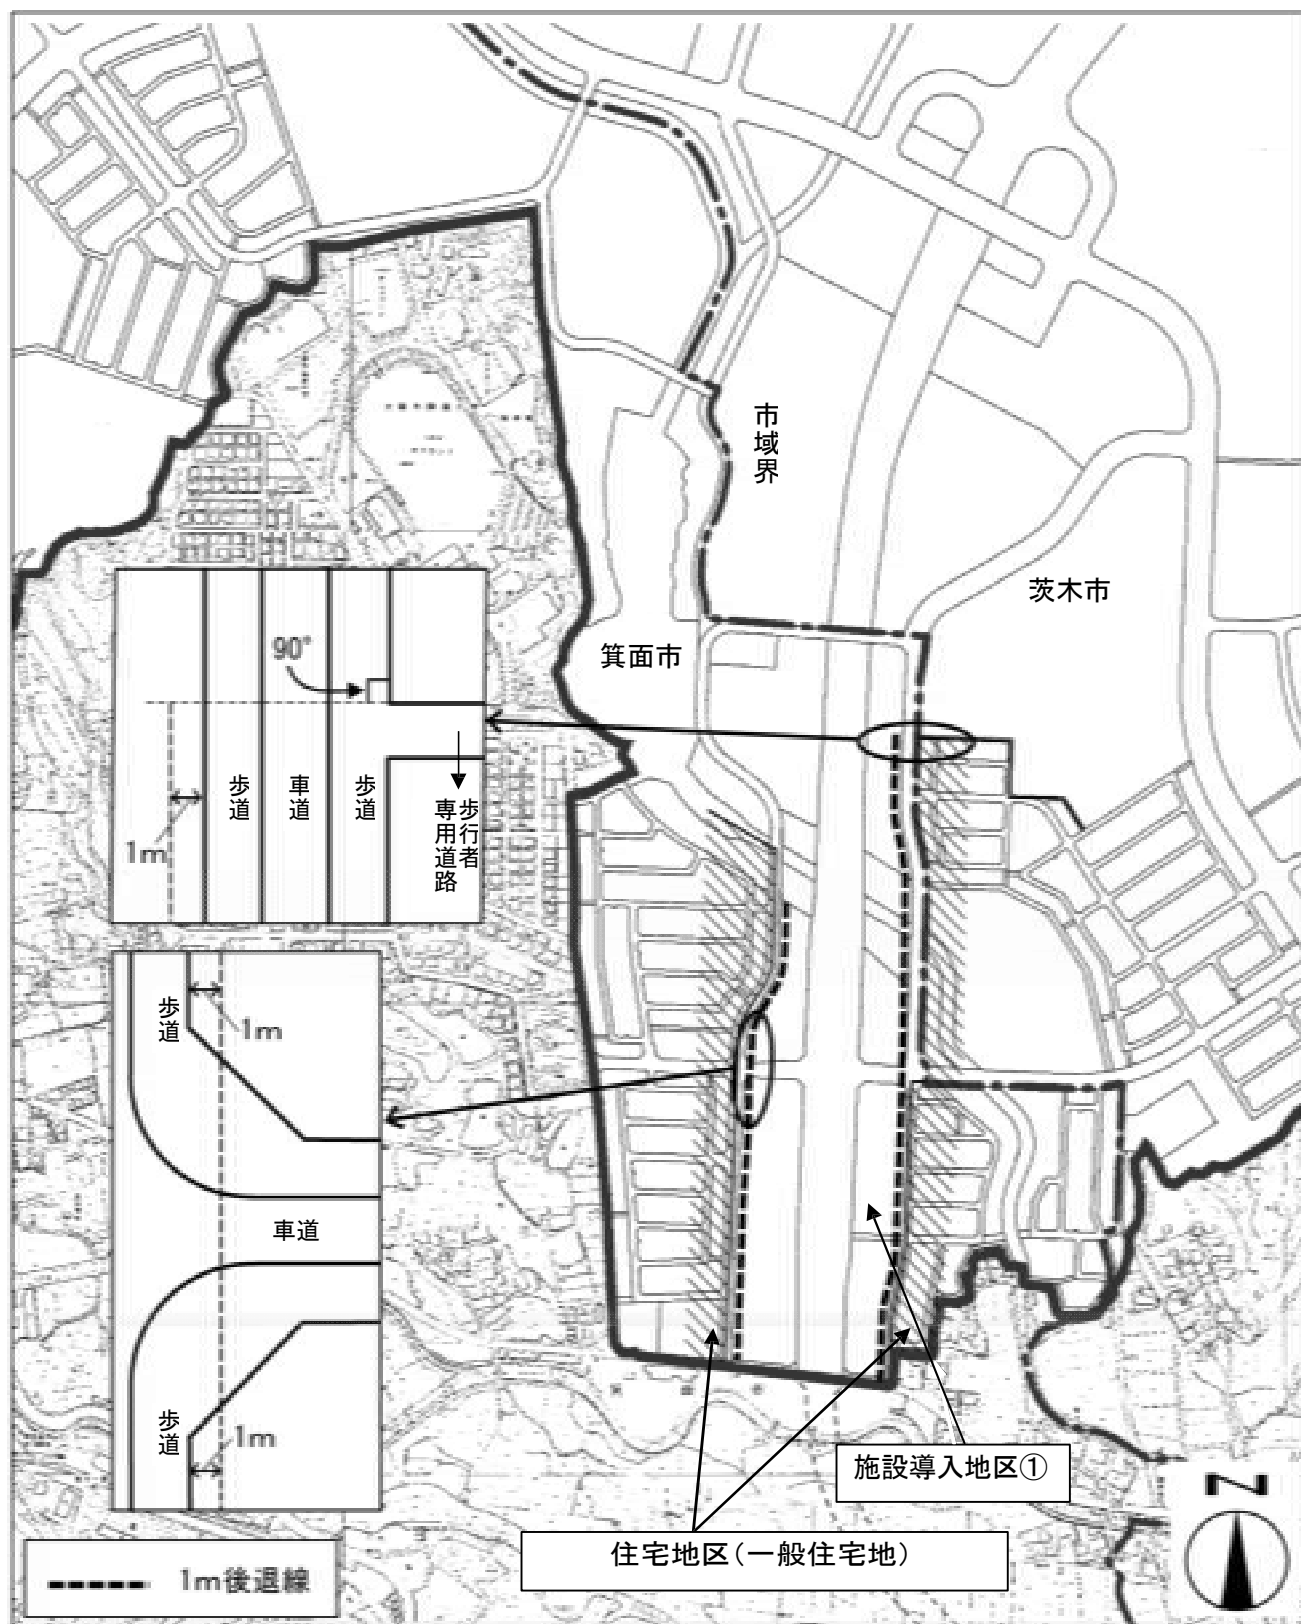 市域界
茨木市
箕面市
90°
歩道
車道
歩道
歩行者
専用道路
1m
歩道
1m
車道
歩道
1m
施設導入地区①
住宅地区(一般住宅地)
1m後退線
N